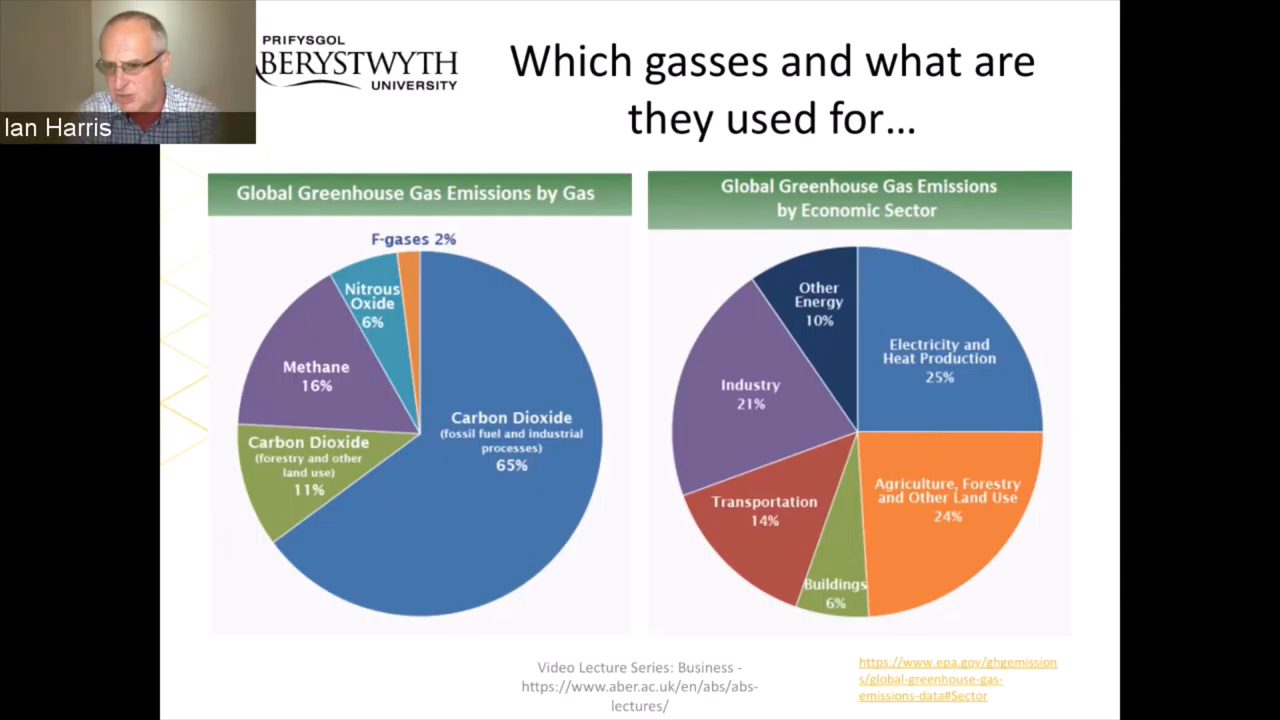 Ian Harris
PRIFYSGOL
ABERYSTWYTH
UNIVERSITY
Which gasses and what are
they used for...
Global Greenhouse Gas Emissions by Gas
F-gases 2%
Nitrous
Oxide
6%
Methane
16%
Carbon Dioxide
(forestry and other
land use)
11%
Carbon Dioxide
(fossil fuel and industrial
processes)
65%
Global Greenhouse Gas Emissions
by Economic Sector
Other
Energy
10%
Electricity and
Heat Production
25%
Industry
21%
Agriculture, Forestry
and Other Land Use
24%
Transportation
14%
Buildings
6%
Video Lecture Series: Business -
https://www.aber.ac.uk/en/abs/abs-
lectures/
https://www.epa.gov/ghgemission
s/global-greenhouse-gas-
emissions-data#Sector